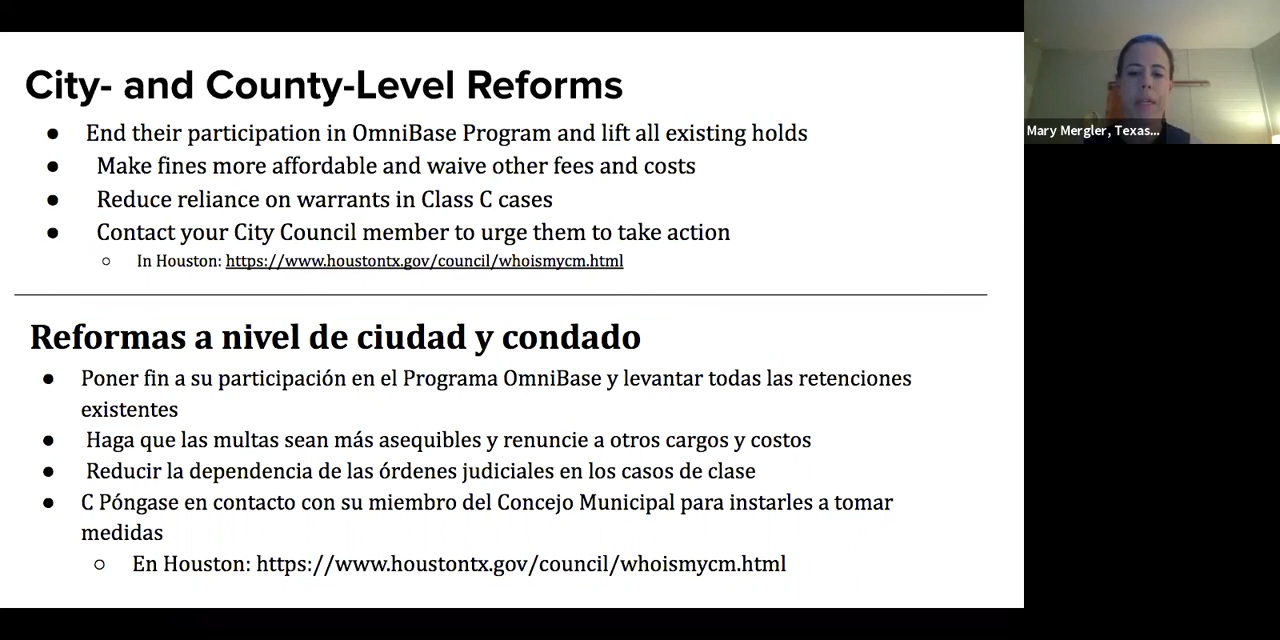 City- and County-Level Reforms
● End their participation in OmniBase Program and lift all existing holds
● Make fines more affordable and waive other fees and costs
● Reduce reliance on warrants in Class C cases
● Contact your City Council member to urge them to take action
○ In Houston: https://www.houstontx.gov/council/whoismycm.html
Reformas a nivel de ciudad y condado
● Poner fin a su participación en el Programa OmniBase y levantar todas las retenciones
existentes
● Haga que las multas sean más asequibles y renuncie a otros cargos y costos
● Reducir la dependencia de las órdenes judiciales en los casos de clase
● C Póngase en contacto con su miembro del Concejo Municipal para instarles a tomar
medidas
○ En Houston: https://www.houstontx.gov/council/whoismycm.html
Mary Mergler, Texas...